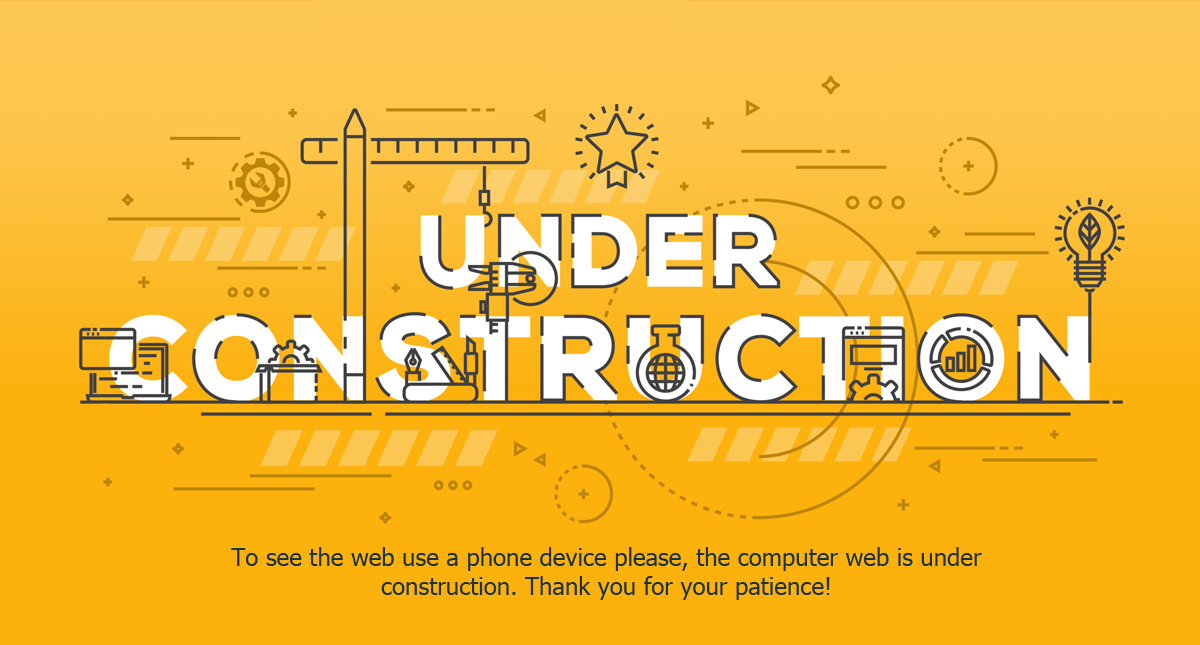 UNDER
CONSTRUCTION
To see the web use a phone device please, the computer web is under
construction. Thank you for your patience!